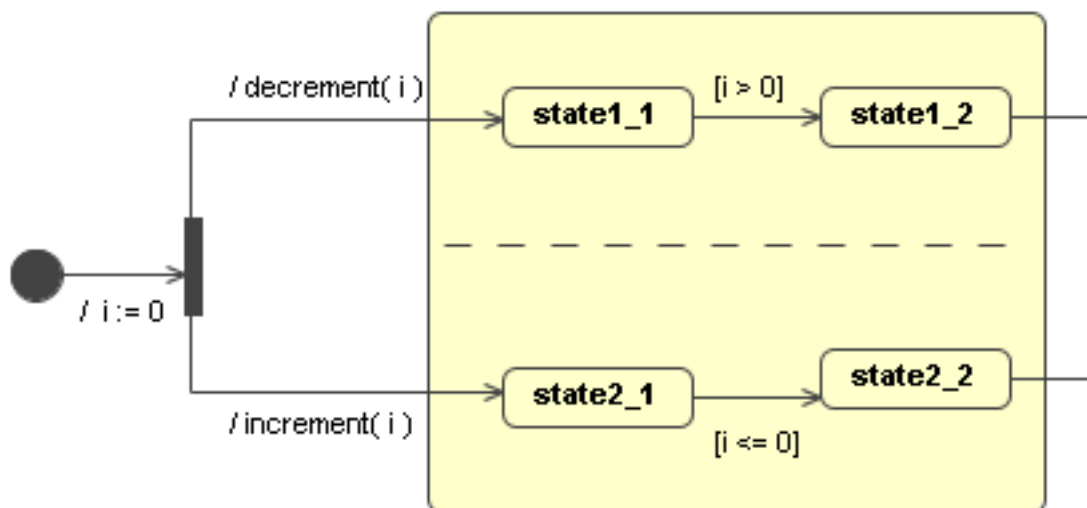 / decrement( i )
[i > 0]
state1_1
state1_2
/ i := 0
state2_1
state2_2
/ increment( i )
[i <= 0]